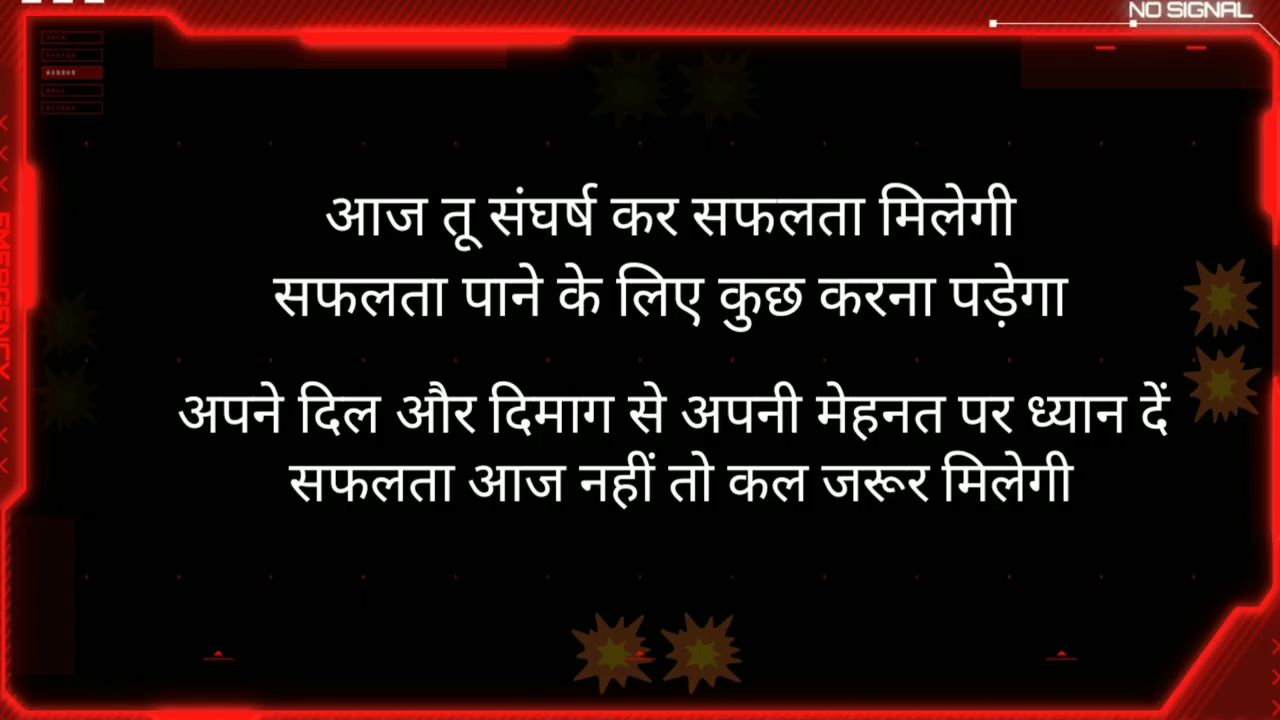 NO SIGNAL
आज तू संघर्ष कर सफलता मिलेगी
सफलता पाने के लिए कुछ करना पड़ेगा
अपने दिल और दिमाग से अपनी मेहनत पर ध्यान दें
सफलता आज नहीं तो कल जरूर मिलेगी
EMERGENCY